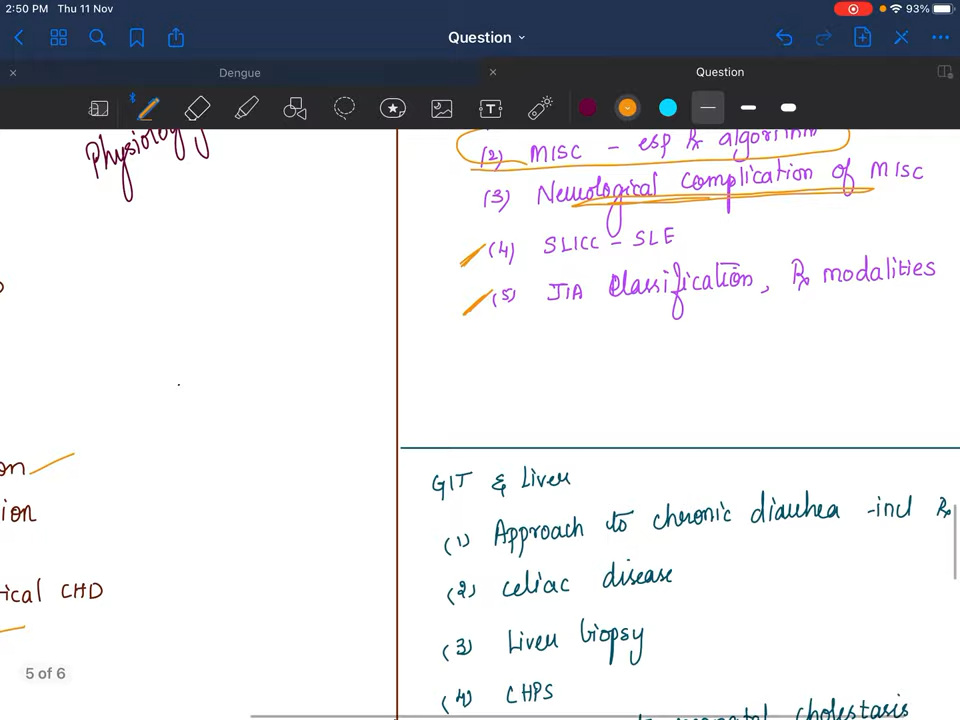 2:50 PM Thu 11 Nov
93%
Question
Dengue
Question
Physiology
(2) MISC - esp Rx algorithm
(3) Neurological complication of MISC
(4) SLICC - SLE
(5) JIA Classification, Rx modalities
on
ion
ical CHD
GIT & Liver
(1) Approach to chronic diarrhea -incl Rx
(2) Celiac disease
(3) Liver biopsy
(4) CHPS
neonatal cholestasis
5 of 6